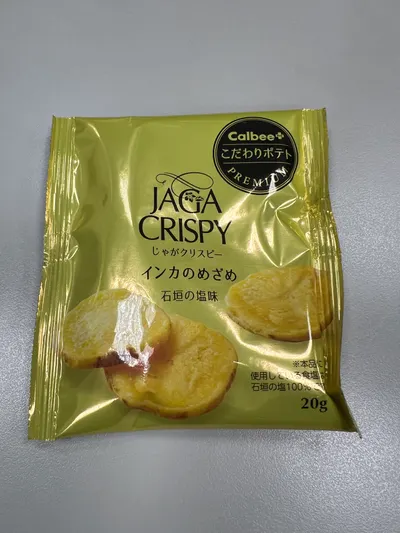 Calbee
こだわりポテト
PREMIUM
JAGA
CRISPY
じゃがクリスピー
インカのめざめ
石垣の塩味
※本品に
使用している食塩は
石垣の塩100%
20g